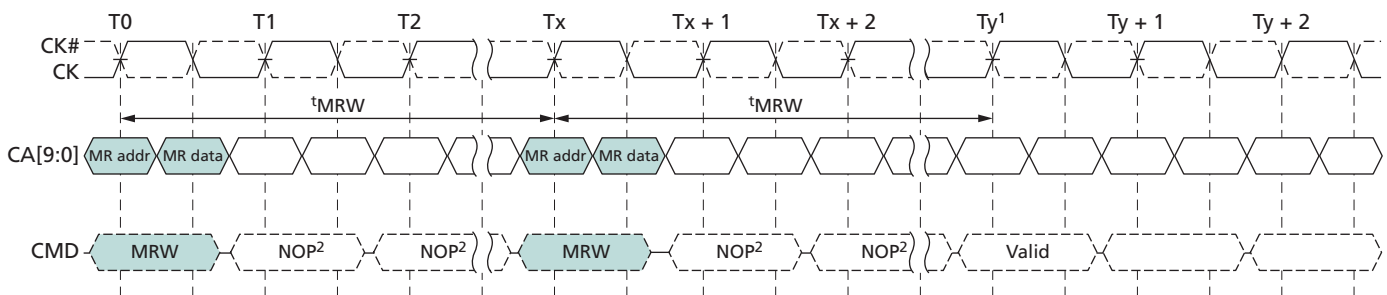 T0 T1 T2 Tx Tx + 1 Tx + 2 Ty¹ Ty + 1 Ty + 2
CK#
CK
ᵗMRW ᵗMRW
CA[9:0] MR addr MR data MR addr MR data
CMD MRW NOP² NOP² MRW NOP² NOP² Valid